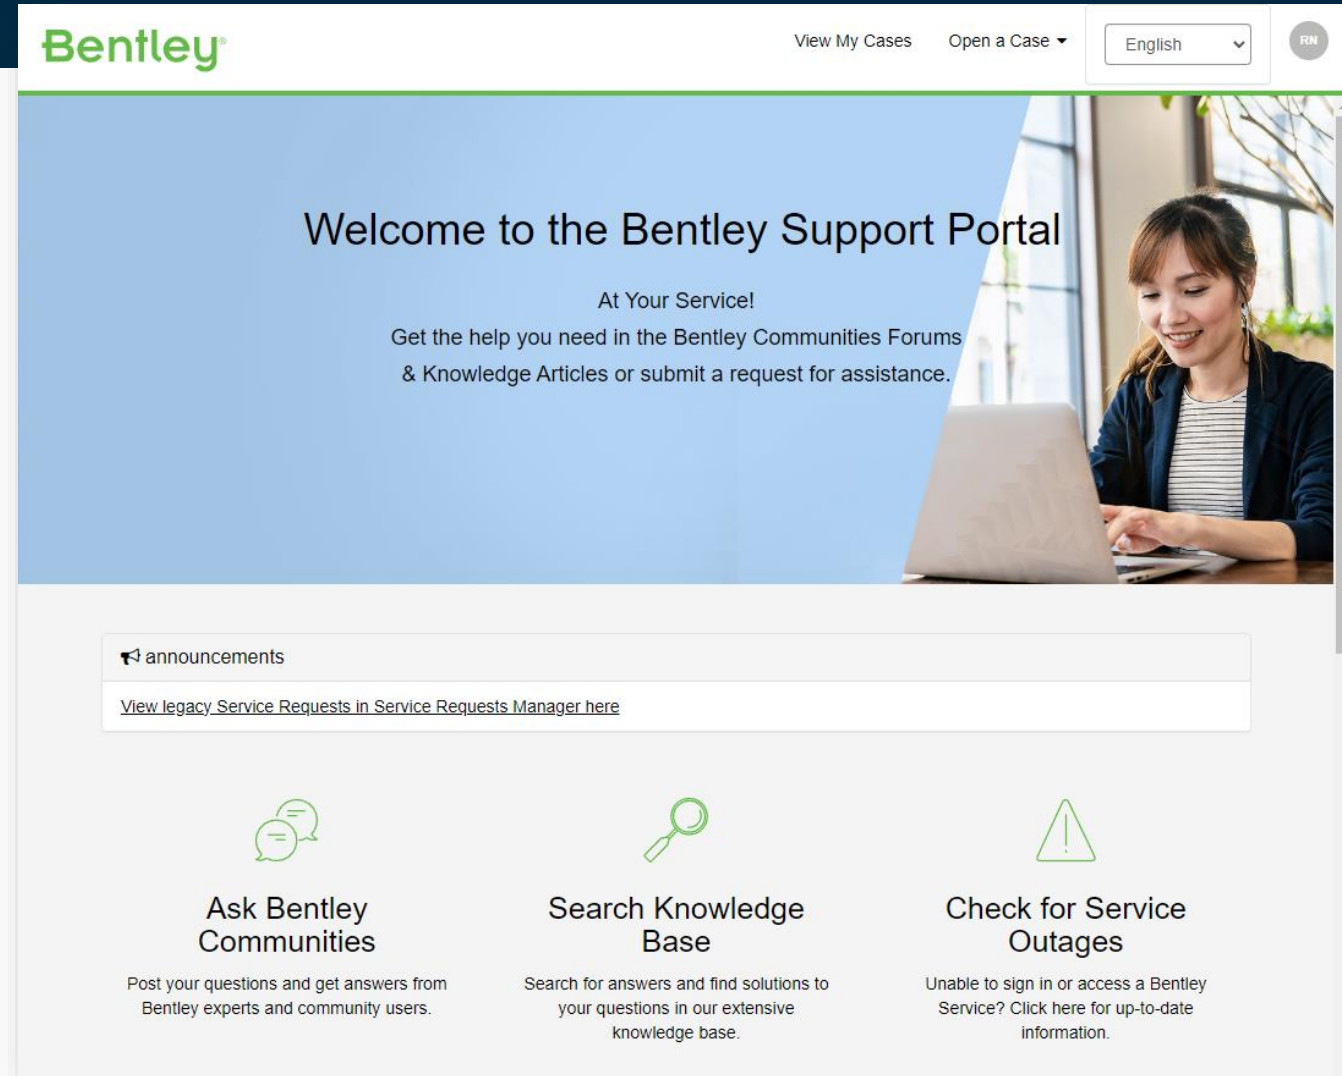 Bentley®
View My Cases
Open a Case
English
RN
Welcome to the Bentley Support Portal
At Your Service!
Get the help you need in the Bentley Communities Forums
& Knowledge Articles or submit a request for assistance.
announcements
View legacy Service Requests in Service Requests Manager here
Ask Bentley
Communities
Post your questions and get answers from
Bentley experts and community users.
Search Knowledge
Base
Search for answers and find solutions to
your questions in our extensive
knowledge base.
Check for Service
Outages
Unable to sign in or access a Bentley
Service? Click here for up-to-date
information.